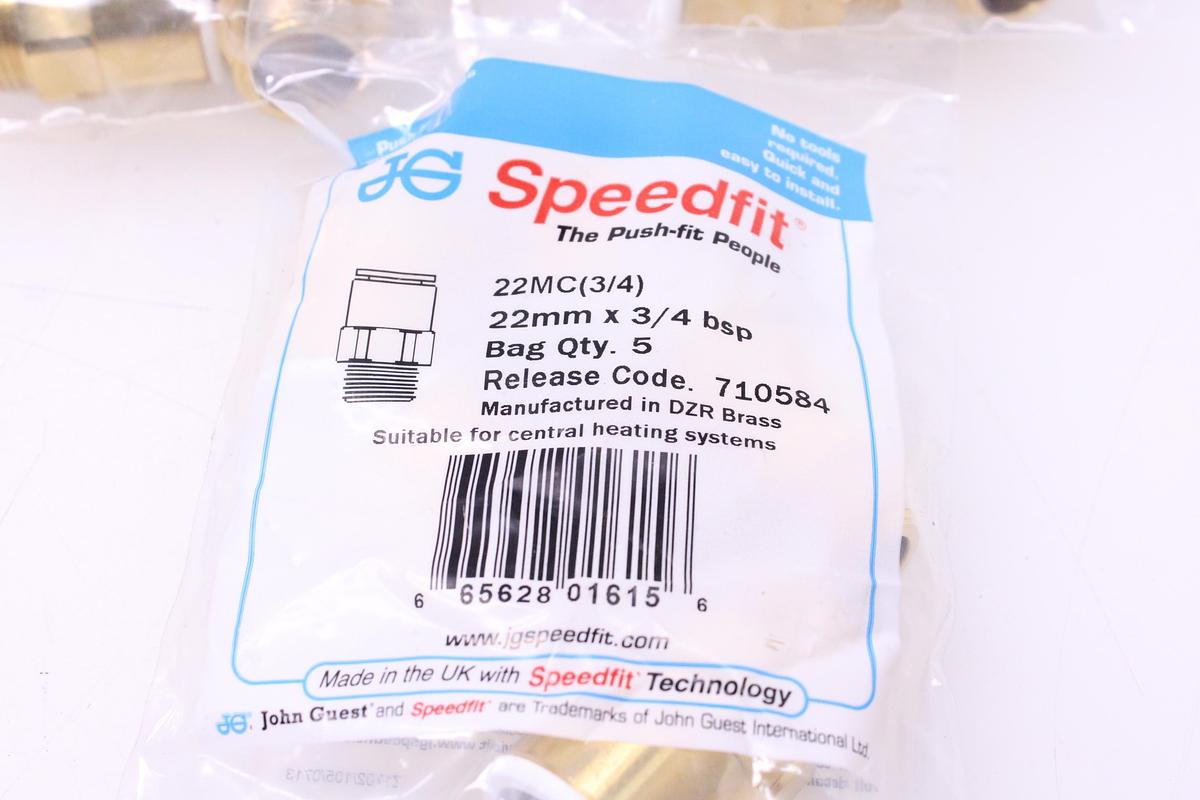 No tools
required.
Quick and
easy to install.
Push
JG Speedfit®
The Push-fit People
22MC(3/4)
22mm x 3/4 bsp
Bag Qty. 5
Release Code. 710584
Manufactured in DZR Brass
Suitable for central heating systems
6 65628 01615 6
www.jgspeedfit.com
Made in the UK with Speedfit® Technology
JG® John Guest® and Speedfit® are Trademarks of John Guest International Ltd.